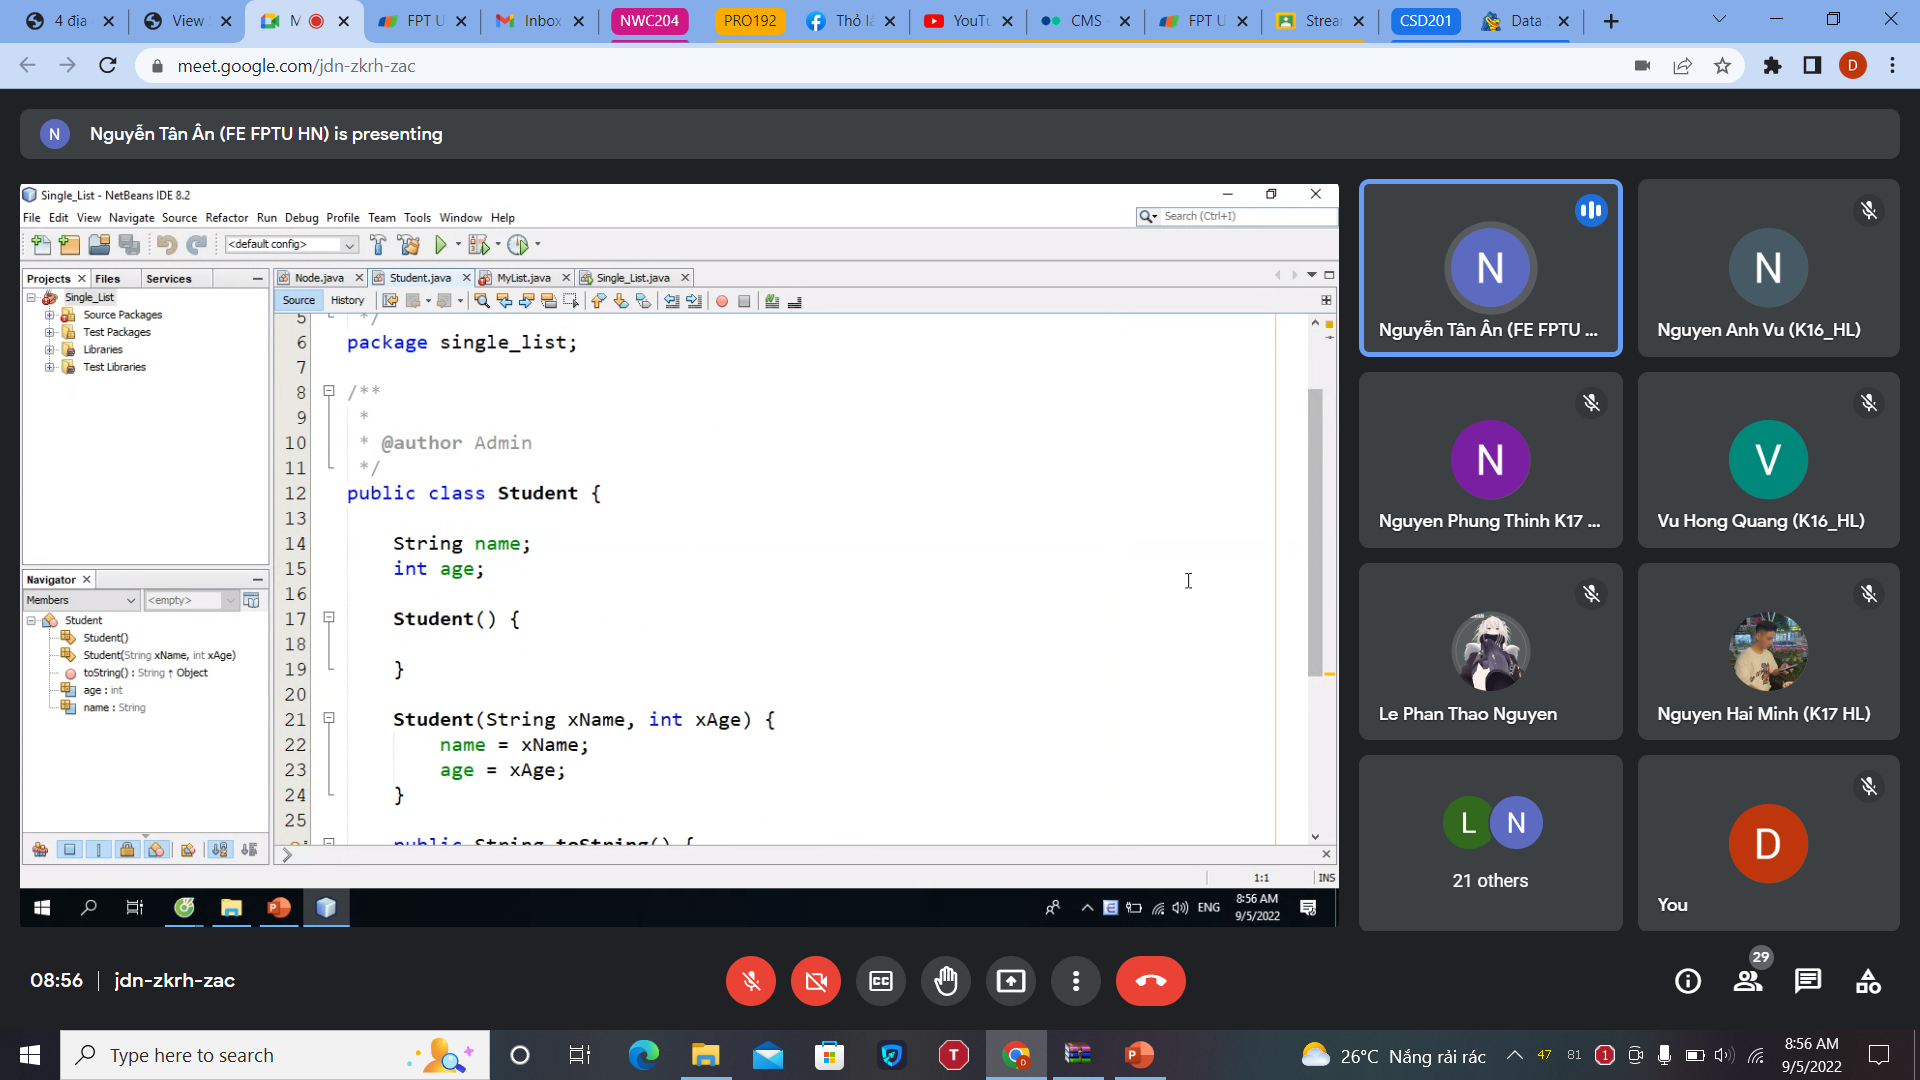 4 địa
View
M
FPT U
Inbox
NWC204
PRO192
Thỏ l
YouTu
CMS
FPT U
Strea
CSD201
Data
meet.google.com/jdn-zkrh-zac
D
N
Nguyễn Tân Ân (FE FPTU HN) is presenting
Single_List - NetBeans IDE 8.2
File Edit View Navigate Source Refactor Run Debug Profile Team Tools Window Help
Search (Ctrl+I)
<default config>
Projects
Files
Services
Single_List
Source Packages
Test Packages
Libraries
Test Libraries
Node.java
Student.java
MyList.java
Single_List.java
Source
History
5 */
6 package single_list;
7
8 /**
9 *
10 * @author Admin
11 */
12 public class Student {
13
14 String name;
15 int age;
16
17 Student() {
18
19 }
20
21 Student(String xName, int xAge) {
22 name = xName;
23 age = xAge;
24 }
25
public String toString() {
Navigator
Members
<empty>
Student
Student()
Student(String xName, int xAge)
toString() : String ↑ Object
age : int
name : String
1:1
INS
ENG
8:56 AM
9/5/2022
N
Nguyễn Tân Ân (FE FPTU ...
N
Nguyen Anh Vu (K16_HL)
N
Nguyen Phung Thinh K17 ...
V
Vu Hong Quang (K16_HL)
Le Phan Thao Nguyen
Nguyen Hai Minh (K17 HL)
L
N
21 others
D
You
08:56
jdn-zkrh-zac
29
Type here to search
T
26°C Nắng rải rác
47
81
1
8:56 AM
9/5/2022